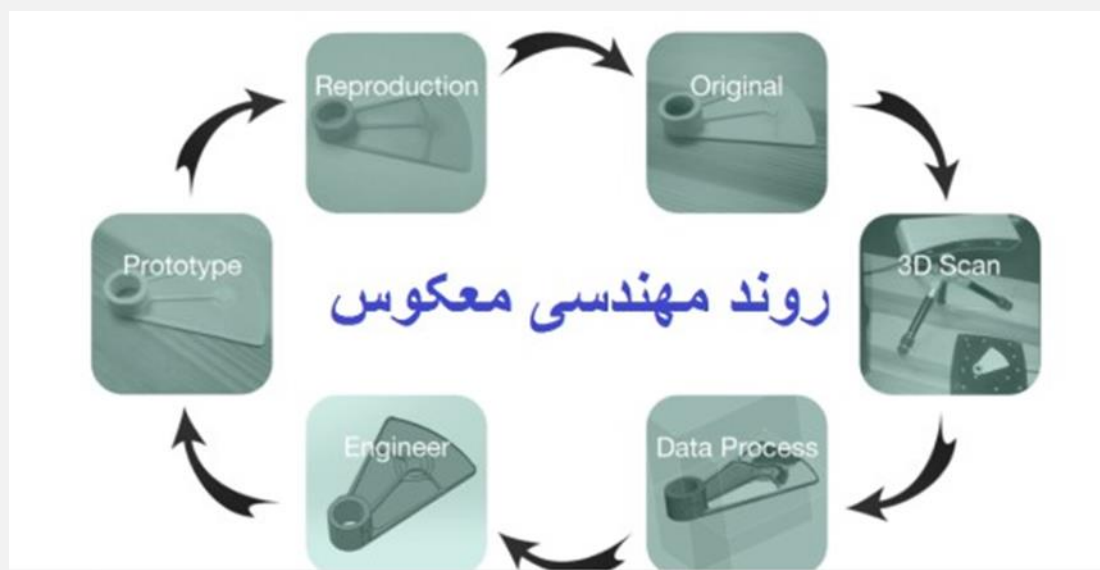 Reproduction
Original
Prototype
3D Scan
روند مهندسی معکوس
Engineer
Data Process